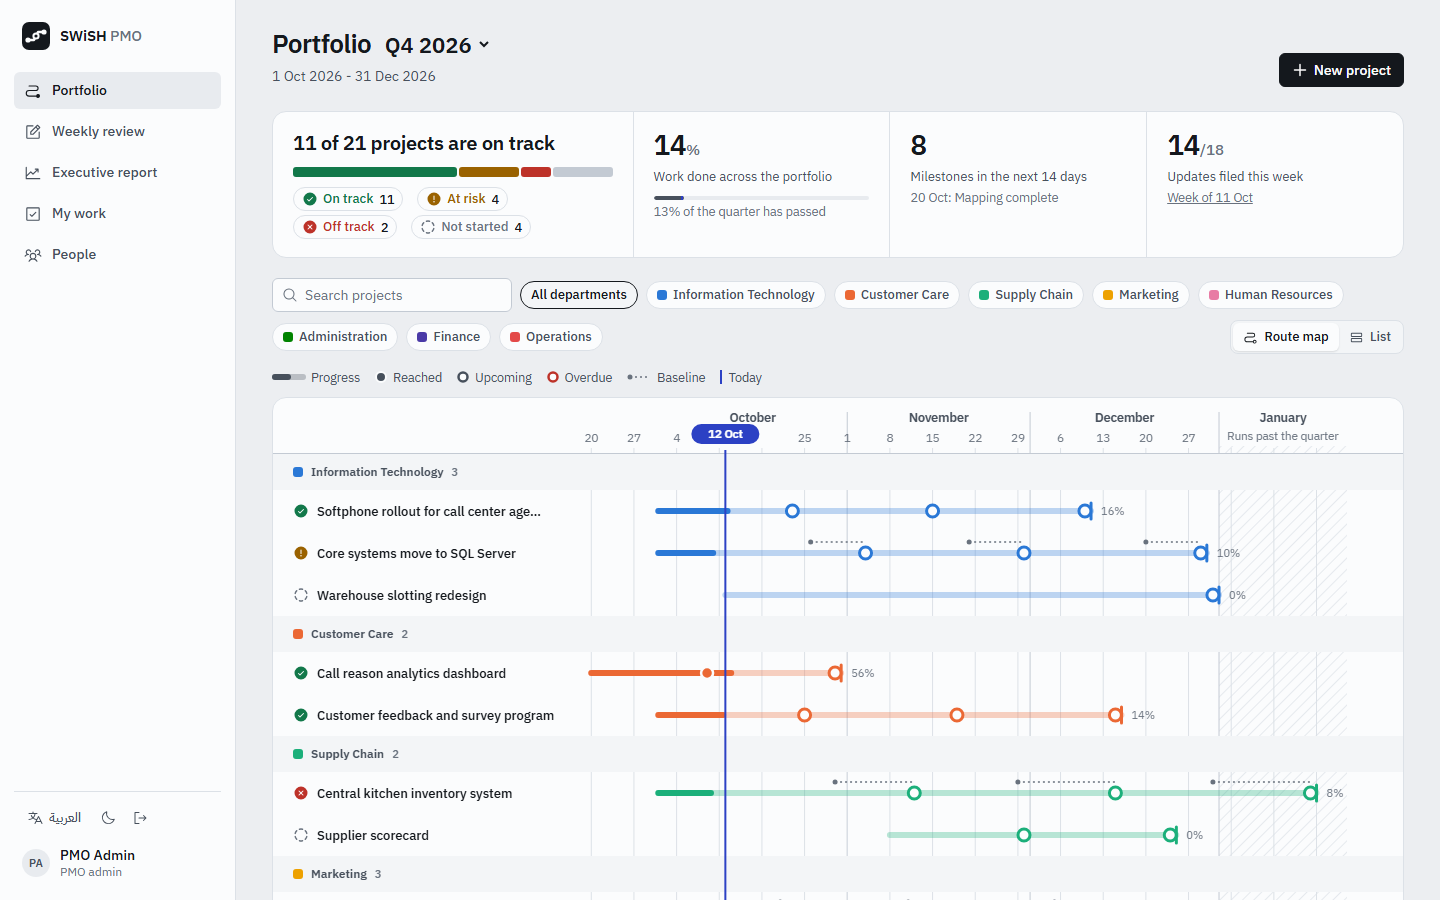 SWiSH PMO
Portfolio
Weekly review
Executive report
My work
People
العربية
PA
PMO Admin
PMO admin
Portfolio Q4 2026
1 Oct 2026 - 31 Dec 2026
New project
11 of 21 projects are on track
On track 11
At risk 4
Off track 2
Not started 4
14%
Work done across the portfolio
13% of the quarter has passed
8
Milestones in the next 14 days
20 Oct: Mapping complete
14/18
Updates filed this week
Week of 11 Oct
Search projects
All departments
Information Technology
Customer Care
Supply Chain
Marketing
Human Resources
Administration
Finance
Operations
Route map
List
Progress
Reached
Upcoming
Overdue
Baseline
Today
October November December January
20 27 4 12 Oct 25 1 8 15 22 29 6 13 20 27 Runs past the quarter
Information Technology 3
Softphone rollout for call center age... 16%
Core systems move to SQL Server 10%
Warehouse slotting redesign 0%
Customer Care 2
Call reason analytics dashboard 56%
Customer feedback and survey program 14%
Supply Chain 2
Central kitchen inventory system 8%
Supplier scorecard 0%
Marketing 3